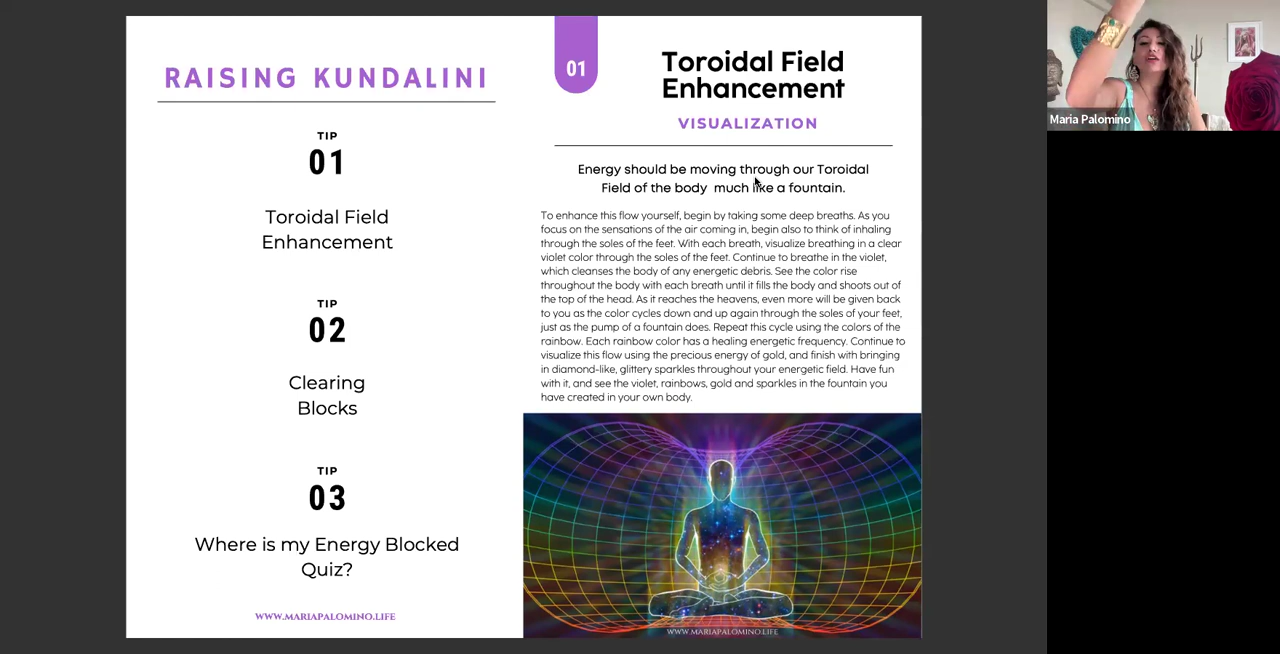 RAISING KUNDALINI
TIP
01
Toroidal Field
Enhancement
TIP
02
Clearing
Blocks
TIP
03
Where is my Energy Blocked
Quiz?
WWW.MARIAPALOMINO.LIFE
01
Toroidal Field
Enhancement
VISUALIZATION
Energy should be moving through our Toroidal
Field of the body much like a fountain.
To enhance this flow yourself, begin by taking some deep breaths. As you
focus on the sensations of the air coming in, begin also to think of inhaling
through the soles of the feet. With each breath, visualize breathing in a clear
violet color through the soles of the feet. Continue to breathe in the violet,
which cleanses the body of any energetic debris. See the color rise
throughout the body with each breath until it fills the body and shoots out of
the top of the head. As it reaches the heavens, even more will be given back
to you as the color cycles down and up again through the soles of your feet,
just as the pump of a fountain does. Repeat this cycle using the colors of the
rainbow. Each rainbow color has a healing energetic frequency. Continue to
visualize this flow using the precious energy of gold, and finish with bringing
in diamond-like, glittery sparkles throughout your energetic field. Have fun
with it, and see the violet, rainbows, gold and sparkles in the fountain you
have created in your own body.
WWW.MARIAPALOMINO.LIFE
Maria Palomino